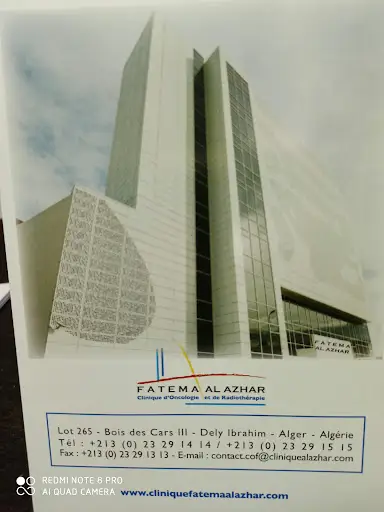 FATEMA
AL AZHAR
FATEMA AL AZHAR
Clinique d'Oncologie et de Radiothérapie
Lot 265 - Bois des Cars III - Dely Ibrahim - Alger - Algérie
Tél : +213 (0) 23 29 14 14 / +213 (0) 23 29 15 15
Fax : +213 (0) 23 29 13 13 - E-mail : contact.cof@cliniquealazhar.com
www.cliniquefatemaalazhar.com
REDMI NOTE 8 PRO
AI QUAD CAMERA